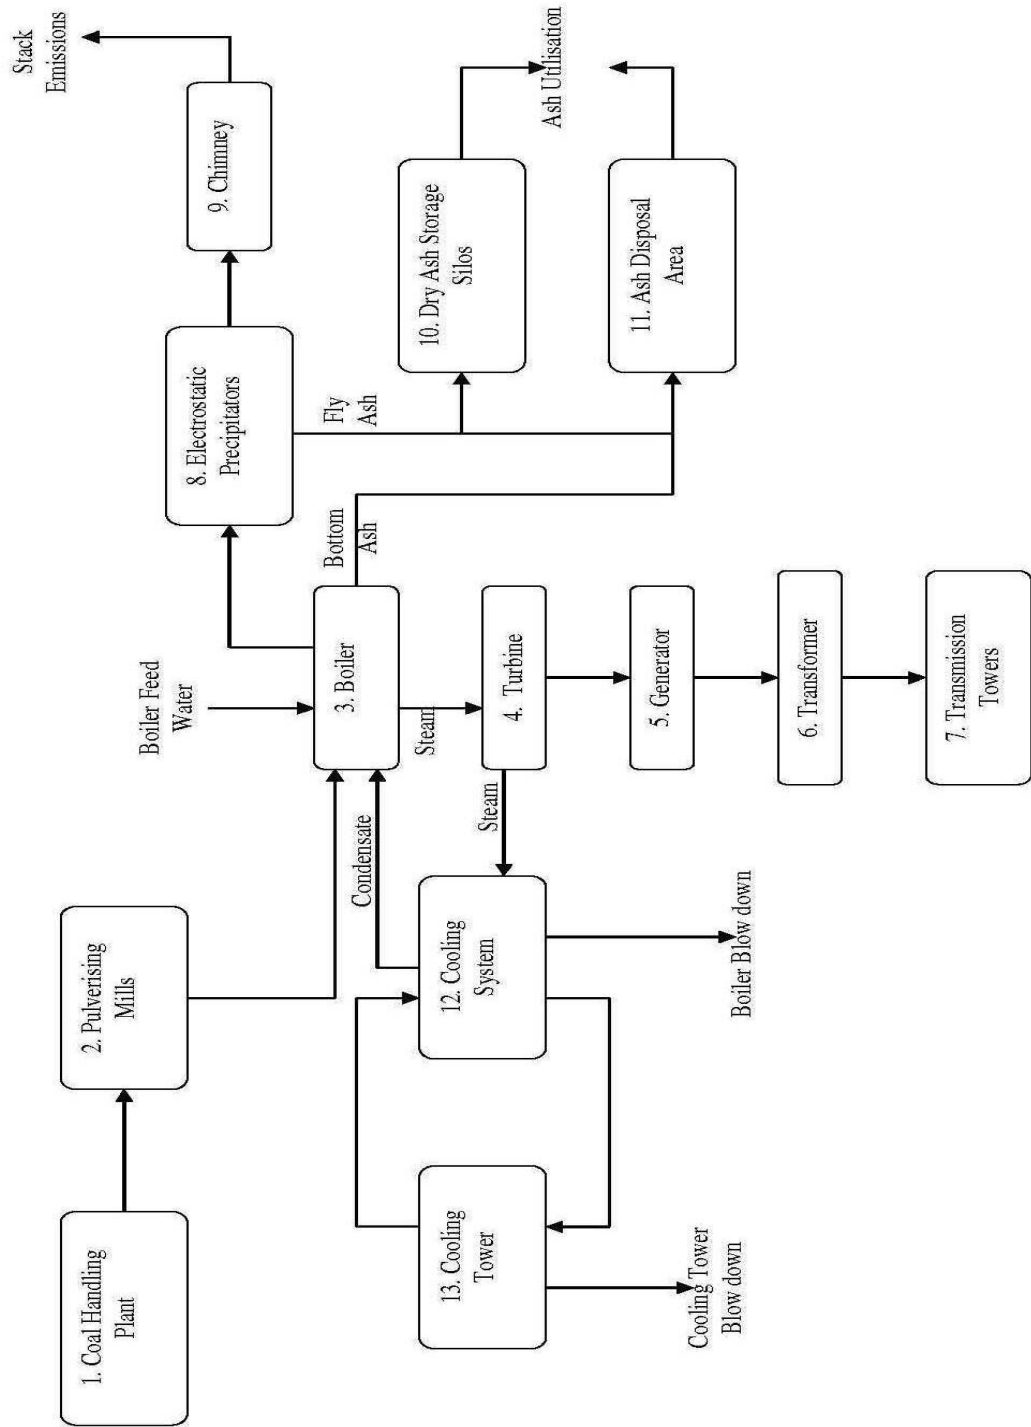 1. Coal Handling
Plant
2. Pulverising
Mills
Boiler Feed
Water
3. Boiler
Condensate
Steam
4. Turbine
Steam
5. Generator
6. Transformer
7. Transmission
Towers
8. Electrostatic
Precipitators
9. Chimney
Stack
Emissions
Bottom
Ash
Fly
Ash
10. Dry Ash Storage
Silos
11. Ash Disposal
Area
Ash Utilisation
12. Cooling
System
13. Cooling
Tower
Boiler Blow down
Cooling Tower
Blow down